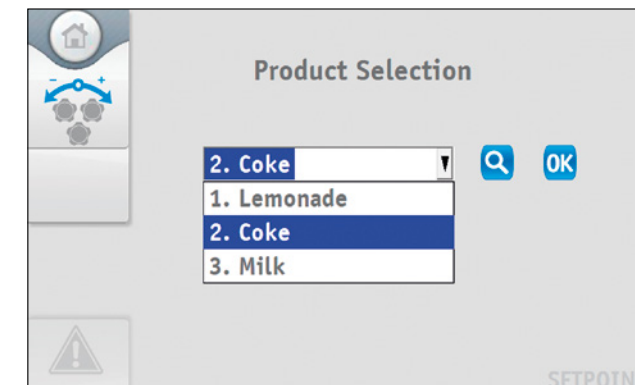 Product Selection
2. Coke
OK
1. Lemonade
2. Coke
3. Milk